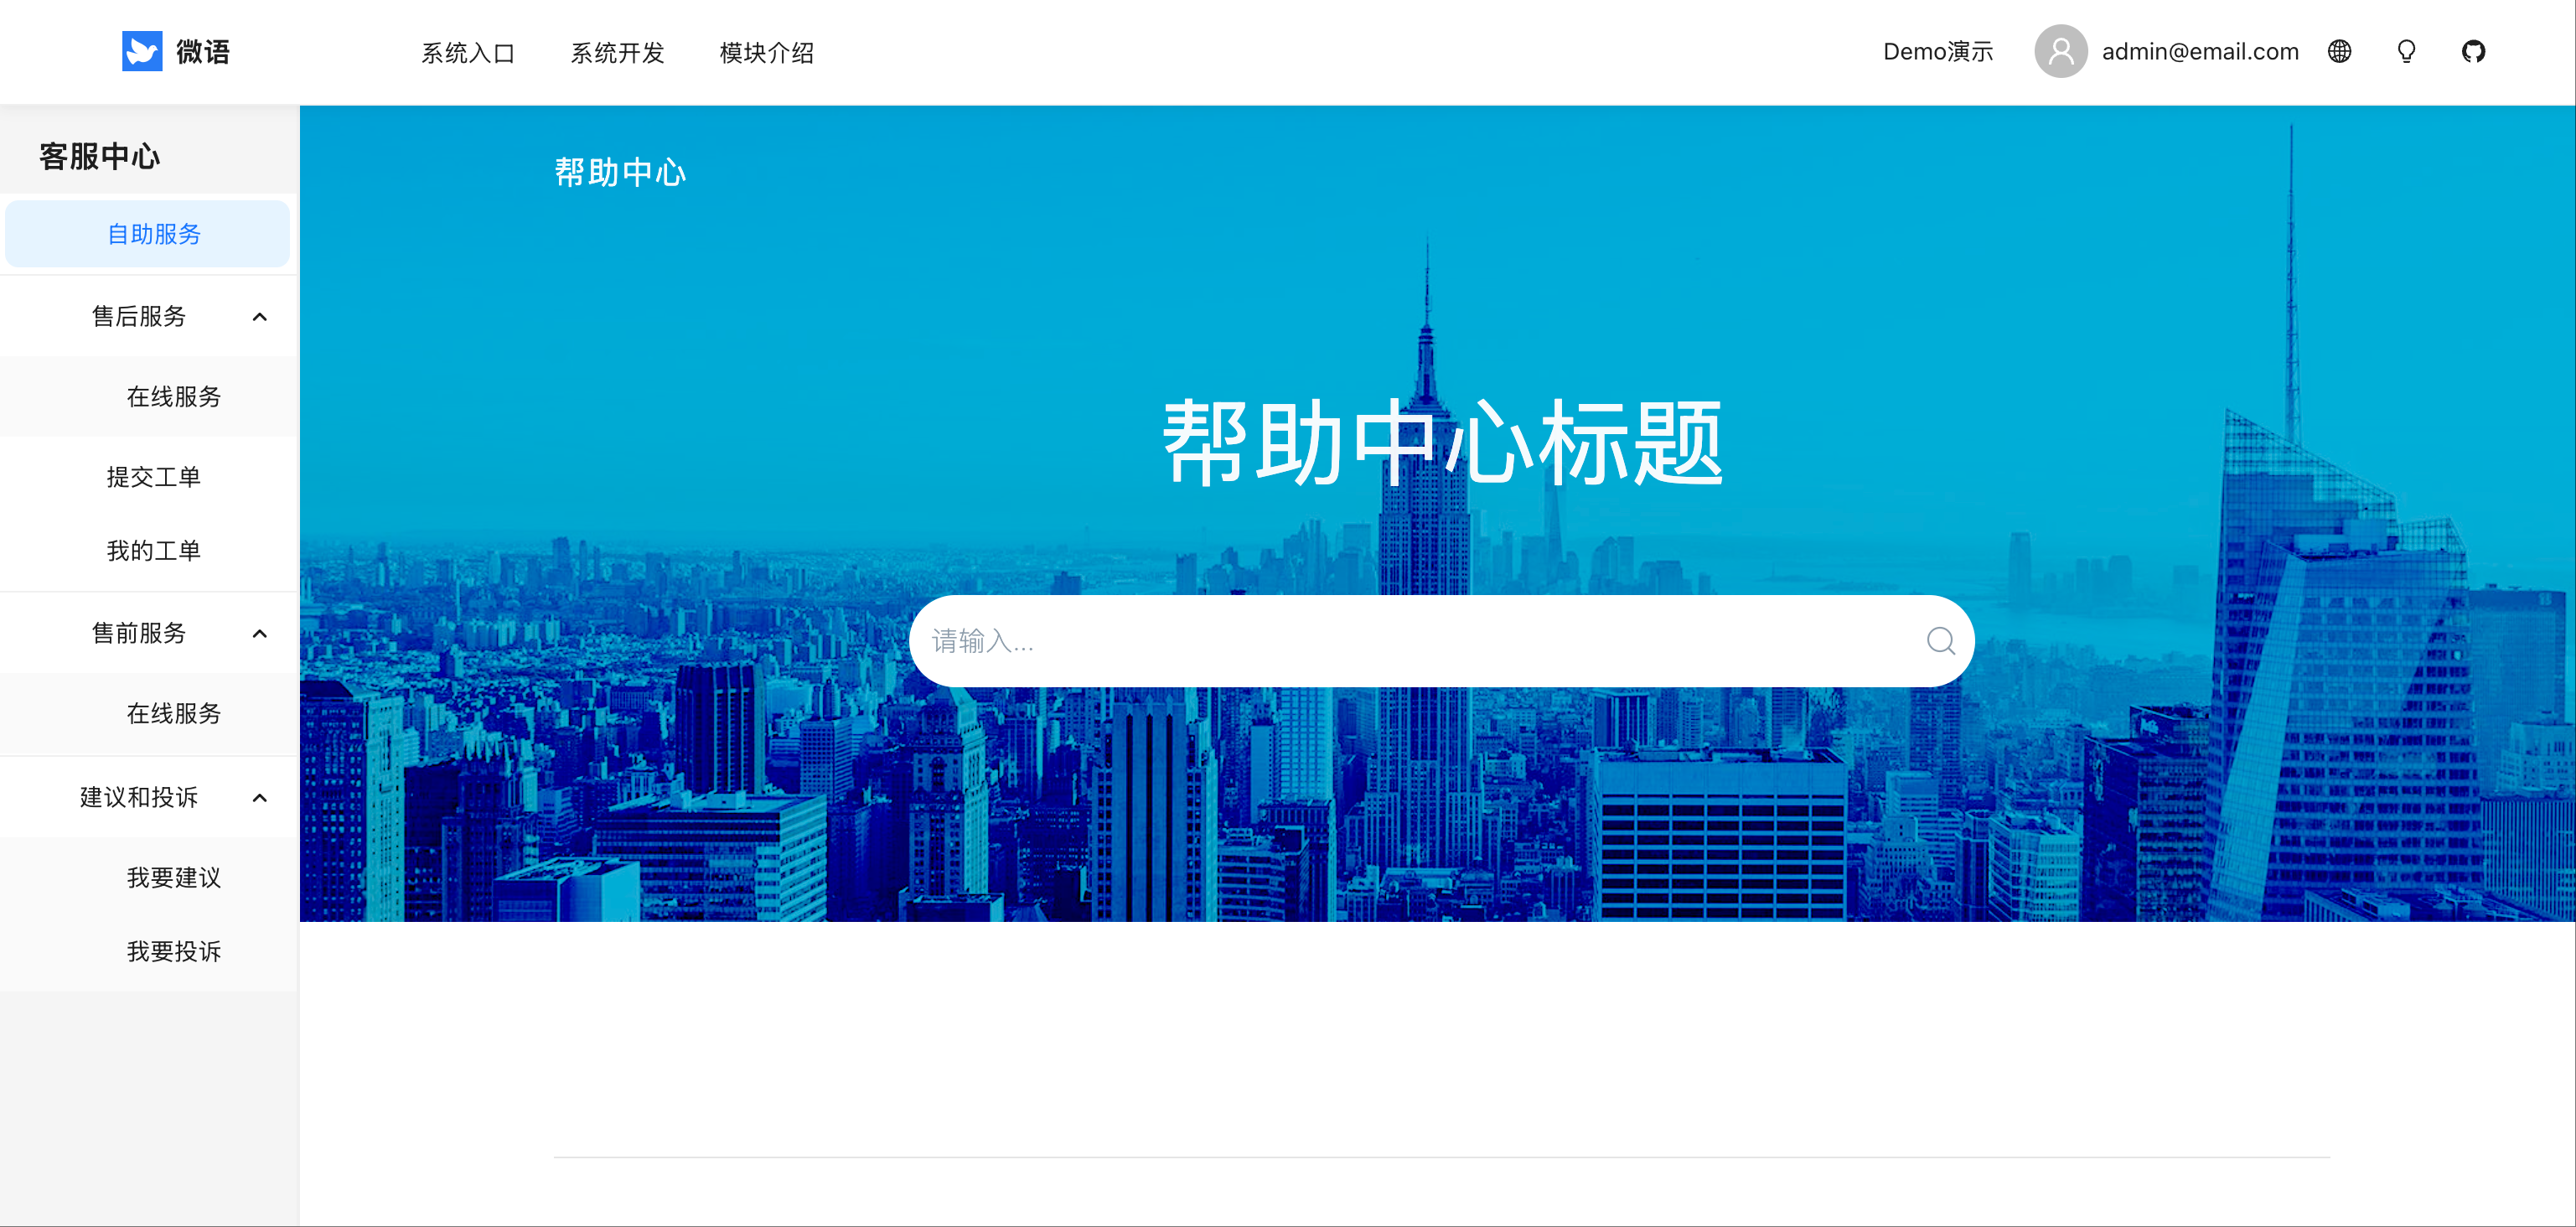 微语
系统入口
系统开发
模块介绍
Demo演示
admin@email.com
客服中心
自助服务
售后服务
在线服务
提交工单
我的工单
售前服务
在线服务
建议和投诉
我要建议
我要投诉
帮助中心
帮助中心标题
请输入...